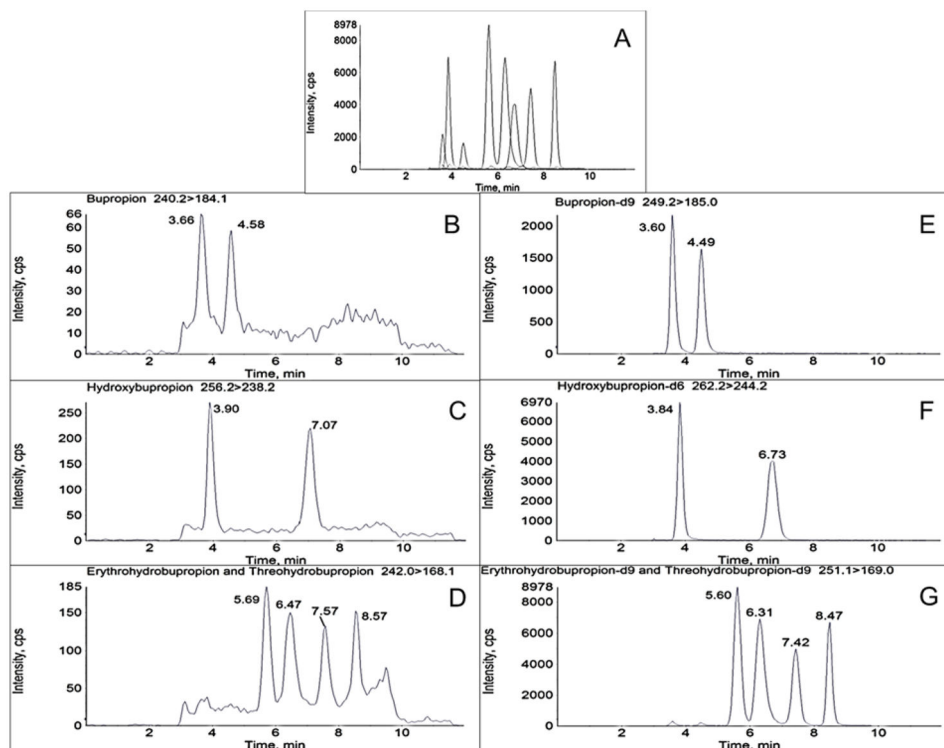 8978
8000
6000
4000
2000
0
Intensity, cps
A
2 4 6 8 10
Time, min
Bupropion 240.2>184.1
66
60
50
40
30
20
10
0
Intensity, cps
3.66
4.58
B
2 4 6 8 10
Time, min
Bupropion-d9 249.2>185.0
2000
1500
1000
500
0
Intensity, cps
3.60
4.49
E
2 4 6 8 10
Time, min
Hydroxybupropion 256.2>238.2
250
200
150
100
50
0
Intensity, cps
3.90
7.07
C
2 4 6 8 10
Time, min
Hydroxybupropion-d6 262.2>244.2
6970
6000
5000
4000
3000
2000
1000
0
Intensity, cps
3.84
6.73
F
2 4 6 8 10
Time, min
Erythrohydrobupropion and Threohydrobupropion 242.0>168.1
185
150
100
50
0
Intensity, cps
5.69
6.47
7.57
8.57
D
2 4 6 8 10
Time, min
Erythrohydrobupropion-d9 and Threohydrobupropion-d9 251.1>169.0
8978
8000
6000
4000
2000
0
Intensity, cps
5.60
6.31
7.42
8.47
G
2 4 6 8 10
Time, min